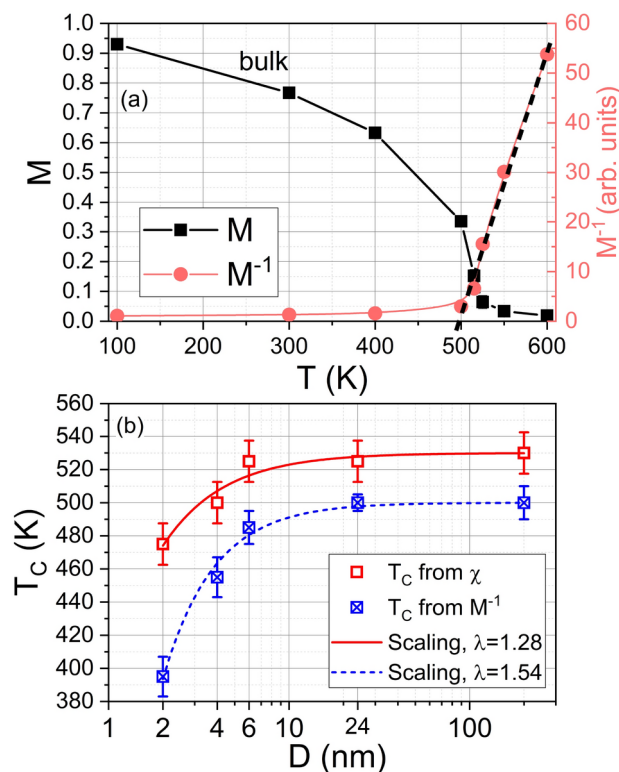 1.0
0.9
0.8
0.7
0.6
0.5
0.4
0.3
0.2
0.1
0.0
M
bulk
(a)
M
M⁻¹
60
50
40
30
20
10
0
M⁻¹ (arb. units)
100 200 300 400 500 600
T (K)
560
540
520
500
480
460
440
420
400
380
T_C (K)
(b)
T_C from χ
T_C from M⁻¹
Scaling, λ=1.28
Scaling, λ=1.54
1 2 4 6 10 24 100
D (nm)